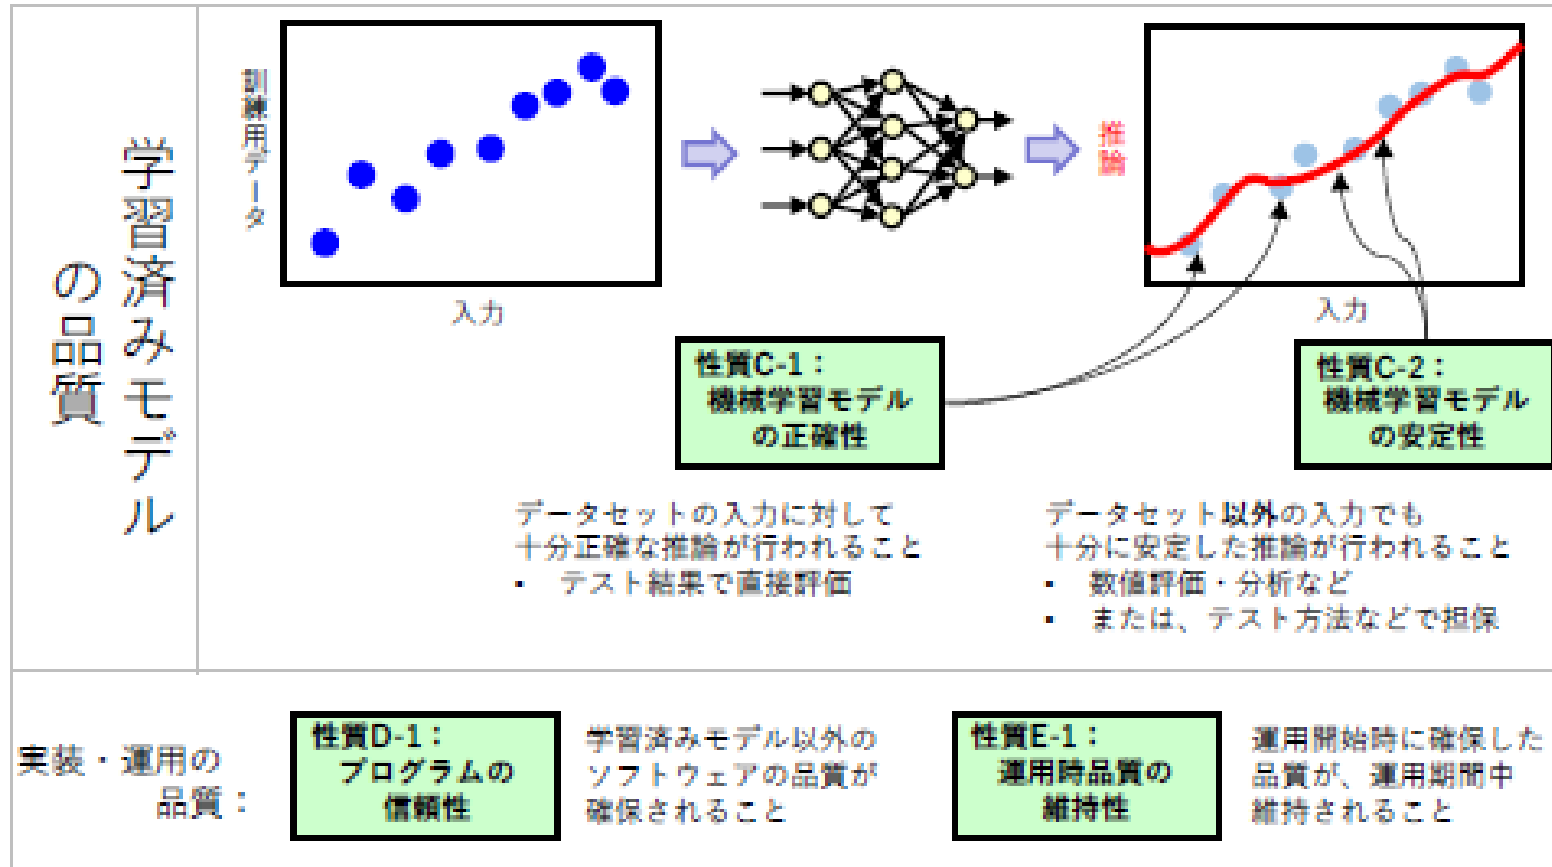 学習済みモデル
の品質
訓練用データ
入力
推論
入力
性質C-1：
機械学習モデル
の正確性
性質C-2：
機械学習モデル
の安定性
データセットの入力に対して
十分正確な推論が行われること
▪ テスト結果で直接評価
データセット以外の入力でも
十分に安定した推論が行われること
▪ 数値評価・分析など
▪ または、テスト方法などで担保
実装・運用の
品質：
性質D-1：
プログラムの
信頼性
学習済みモデル以外の
ソフトウェアの品質が
確保されること
性質E-1：
運用時品質の
維持性
運用開始時に確保した
品質が、運用期間中
維持されること